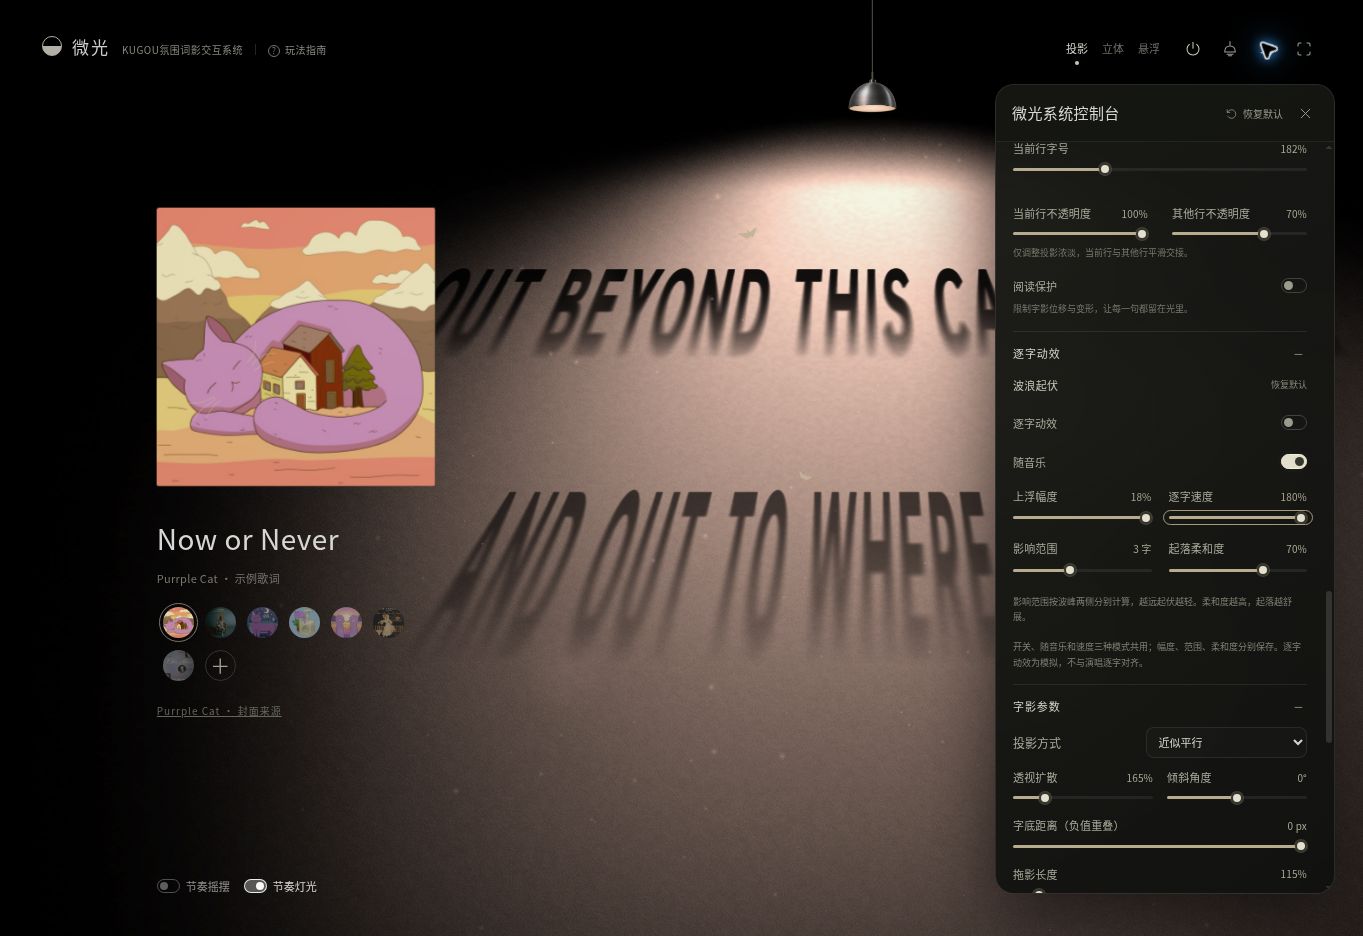 微光 KUGOU氛围词影交互系统 ? 玩法指南
投影 立体 悬浮
微光系统控制台 恢复默认
当前行字号 182%
当前行不透明度 100% 其他行不透明度 70%
仅调整投影浓淡，当前行与其他行平滑交接。
阅读保护
限制字影位移与变形，让每一句都留在光里。
逐字动效
波浪起伏 恢复默认
逐字动效
随音乐
上浮幅度 18% 逐字速度 180%
影响范围 3 字 起落柔和度 70%
影响范围按波峰两侧分别计算，越远起伏越轻。柔和度越高，起落越舒
展。
开关、随音乐和速度三种模式共用；幅度、范围、柔和度分别保存。逐字
动效为模拟，不与演唱逐字对齐。
字影参数
投影方式 近似平行
透视扩散 165% 倾斜角度 0°
字底距离（负值重叠） 0 px
拖影长度 115%
OUT BEYOND THIS CA
AND OUT TO WHERE
Now or Never
Purrple Cat · 示例歌词
Purrple Cat · 封面来源
节奏摇摆 节奏灯光